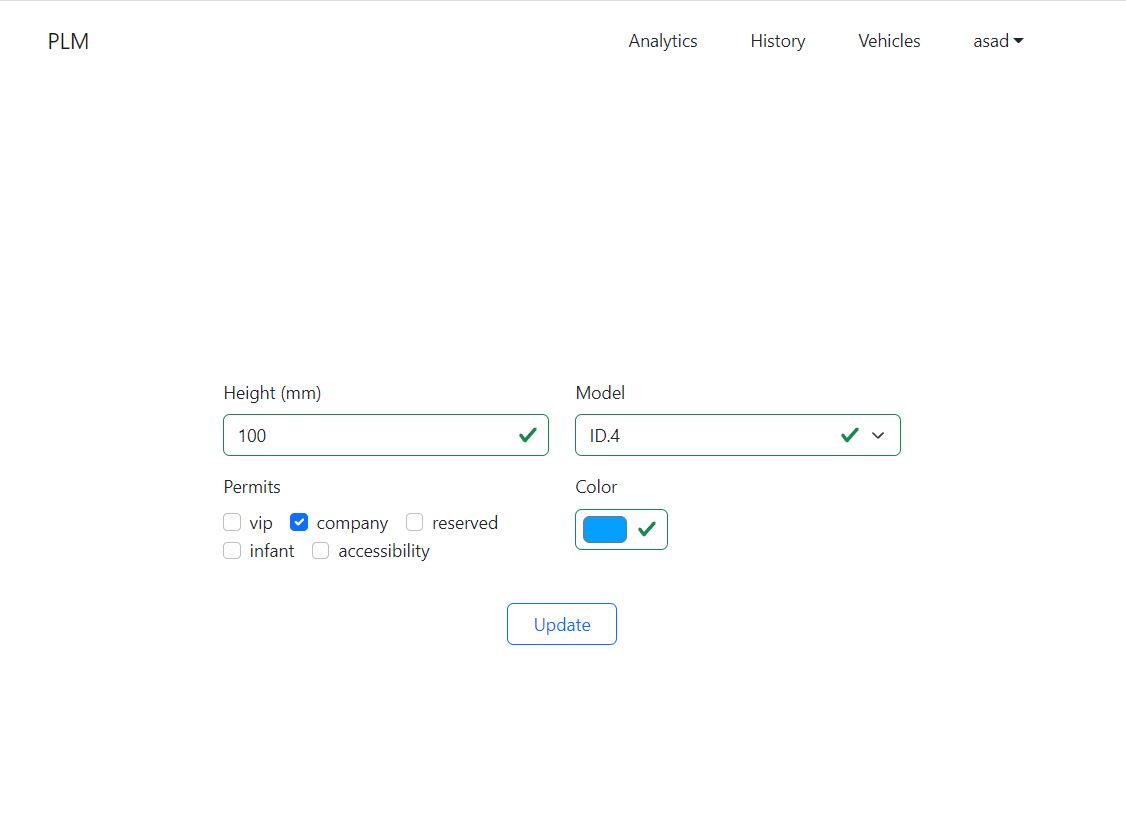 PLM Analytics History Vehicles asad
Height (mm) Model
100 ID.4
Permits Color
vip company reserved
infant accessibility
Update